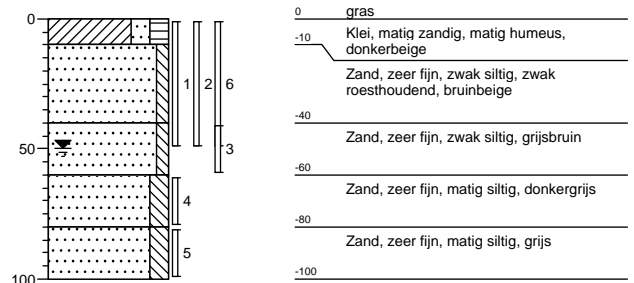 0
50
100
1
2
6
3
4
5
0
gras
-10
Klei, matig zandig, matig humeus,
donkerbeige
Zand, zeer fijn, zwak siltig, zwak
roesthoudend, bruinbeige
-40
Zand, zeer fijn, zwak siltig, grijsbruin
-60
Zand, zeer fijn, matig siltig, donkergrijs
-80
Zand, zeer fijn, matig siltig, grijs
-100